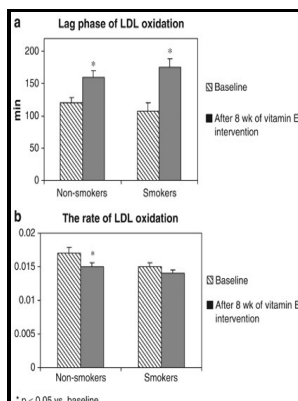 a
Lag phase of LDL oxidation
min
200
150
100
50
0
*
*
Non-smokers
Smokers
Baseline
After 8 wk of vitamin E
intervention
b
The rate of LDL oxidation
0.02
0.015
0.01
0.005
0
*
Non-smokers
Smokers
Baseline
After 8 wk of vitamin E
intervention
* p < 0.05 vs. baseline